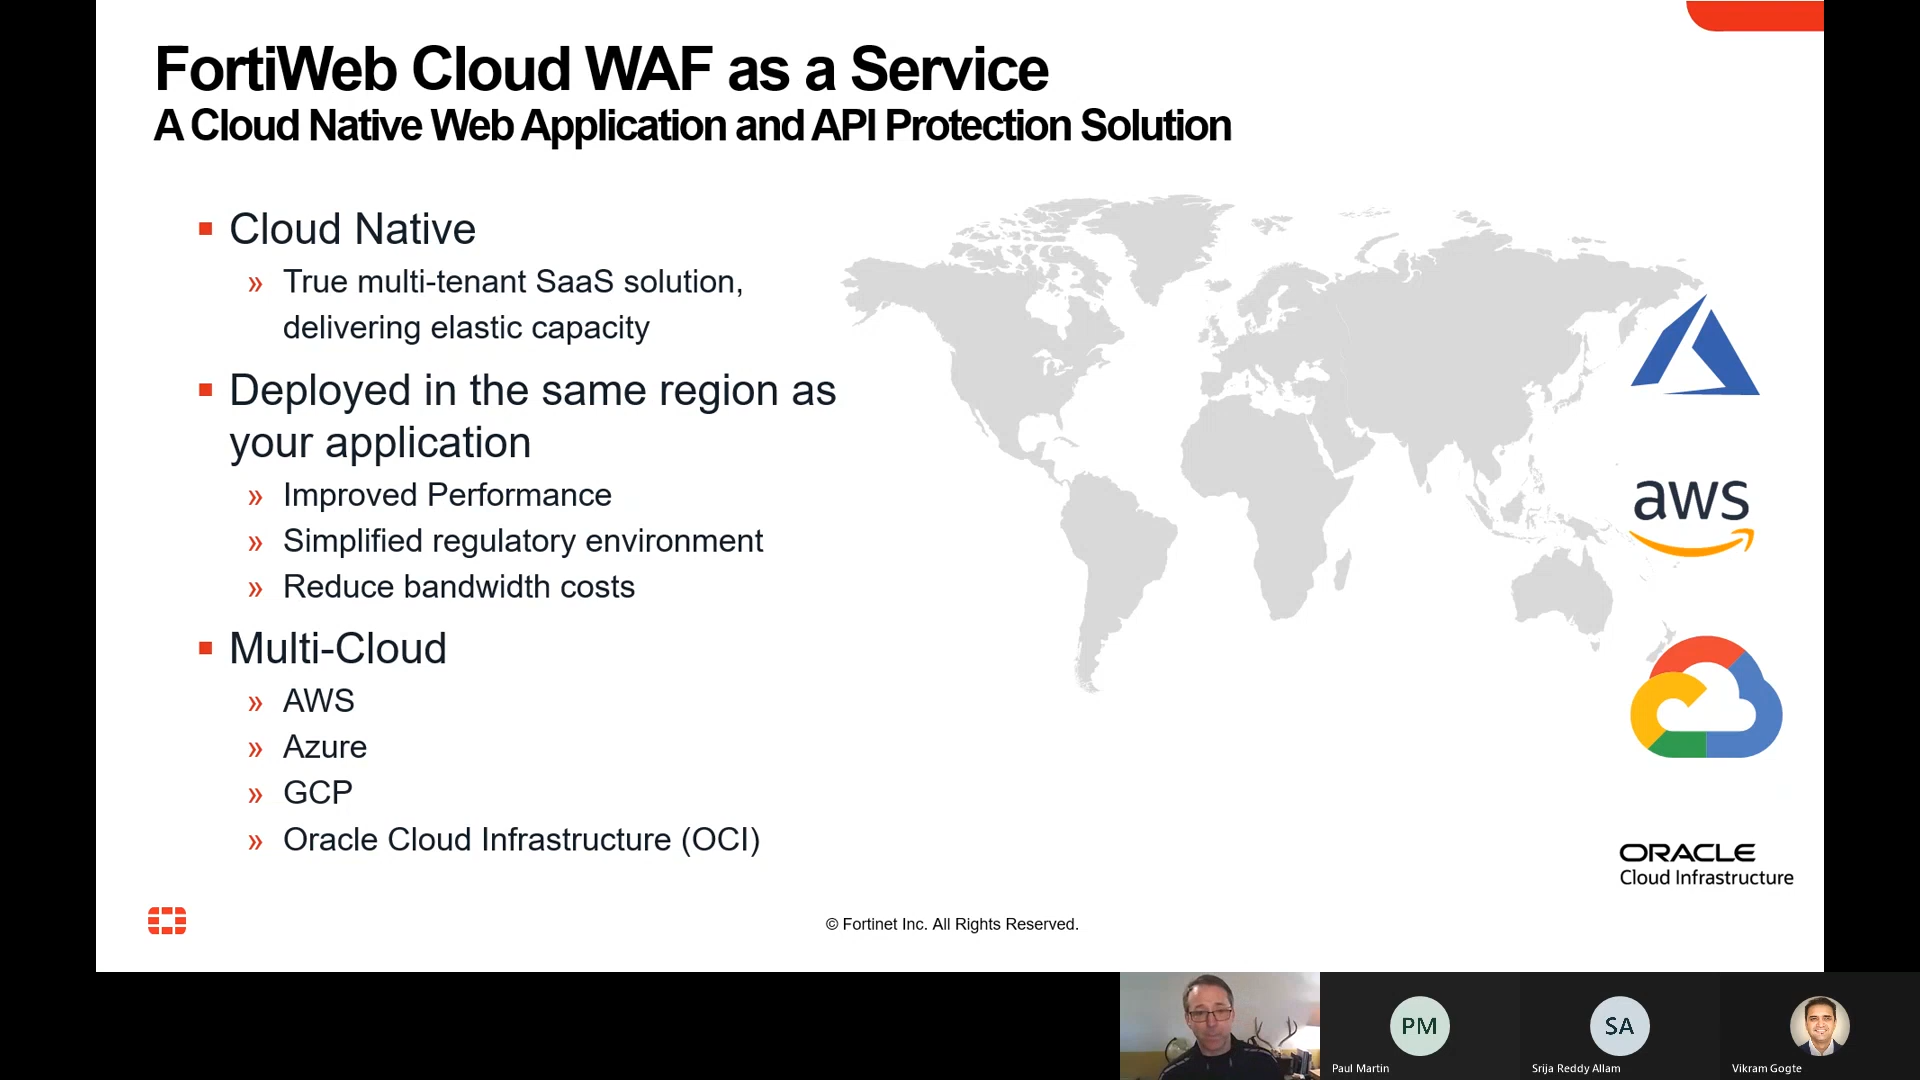 FortiWeb Cloud WAF as a Service
A Cloud Native Web Application and API Protection Solution
Cloud Native
» True multi-tenant SaaS solution,
delivering elastic capacity
Deployed in the same region as
your application
» Improved Performance
» Simplified regulatory environment
» Reduce bandwidth costs
Multi-Cloud
» AWS
» Azure
» GCP
» Oracle Cloud Infrastructure (OCI)
aws
ORACLE
Cloud Infrastructure
© Fortinet Inc. All Rights Reserved.
PM
SA
Paul Martin
Srija Reddy Allam
Vikram Gogte